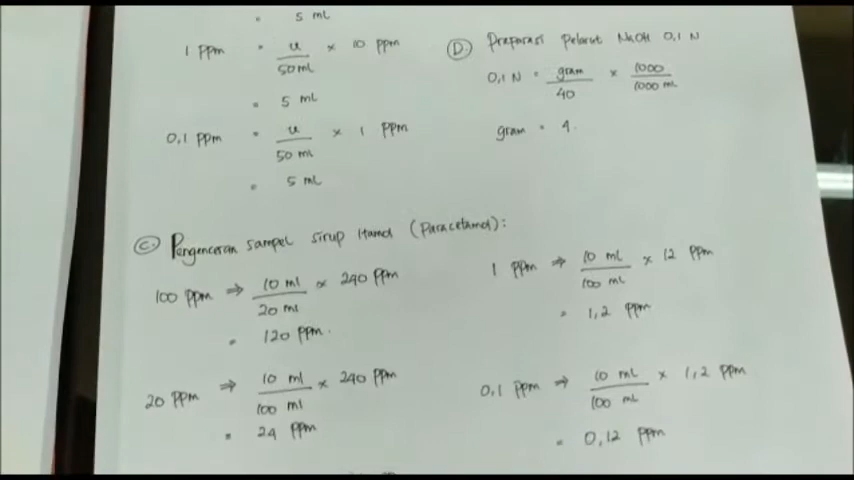 = 5 mL
1 ppm = u/50 mL × 10 ppm
= 5 mL
0,1 ppm = u/50 mL × 1 ppm
= 5 mL
D. Preparasi Pelarut NaOH 0,1 N
0,1 N = gram/40 × 1000/1000 mL
gram = 4.
C. Pengenceran sampel sirup Itamol (Paracetamol):
100 ppm ⇒ 10 ml/20 ml × 240 ppm
= 120 ppm.
20 ppm ⇒ 10 ml/100 ml × 240 ppm
= 24 ppm
1 ppm ⇒ 10 mL/100 mL × 12 ppm
= 1,2 ppm
0,1 ppm ⇒ 10 mL/100 mL × 1,2 ppm
= 0,12 ppm